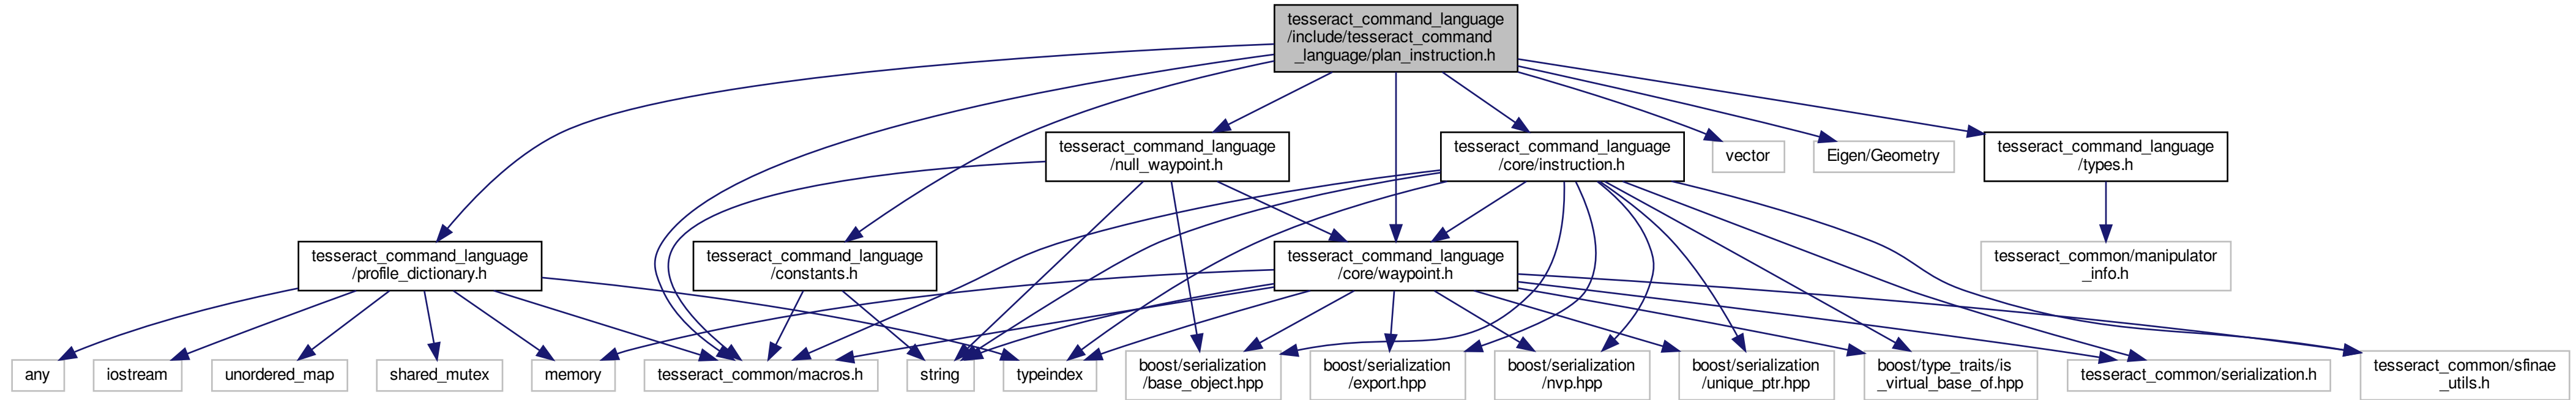 tesseract_command_language
/include/tesseract_command
_language/plan_instruction.h
tesseract_command_language
/null_waypoint.h
tesseract_command_language
/core/instruction.h
vector
Eigen/Geometry
tesseract_command_language
/types.h
tesseract_command_language
/profile_dictionary.h
tesseract_command_language
/constants.h
tesseract_command_language
/core/waypoint.h
tesseract_common/manipulator
_info.h
any
iostream
unordered_map
shared_mutex
memory
tesseract_common/macros.h
string
typeindex
boost/serialization
/base_object.hpp
boost/serialization
/export.hpp
boost/serialization
/nvp.hpp
boost/serialization
/unique_ptr.hpp
boost/type_traits/is
_virtual_base_of.hpp
tesseract_common/serialization.h
tesseract_common/sfinae
_utils.h